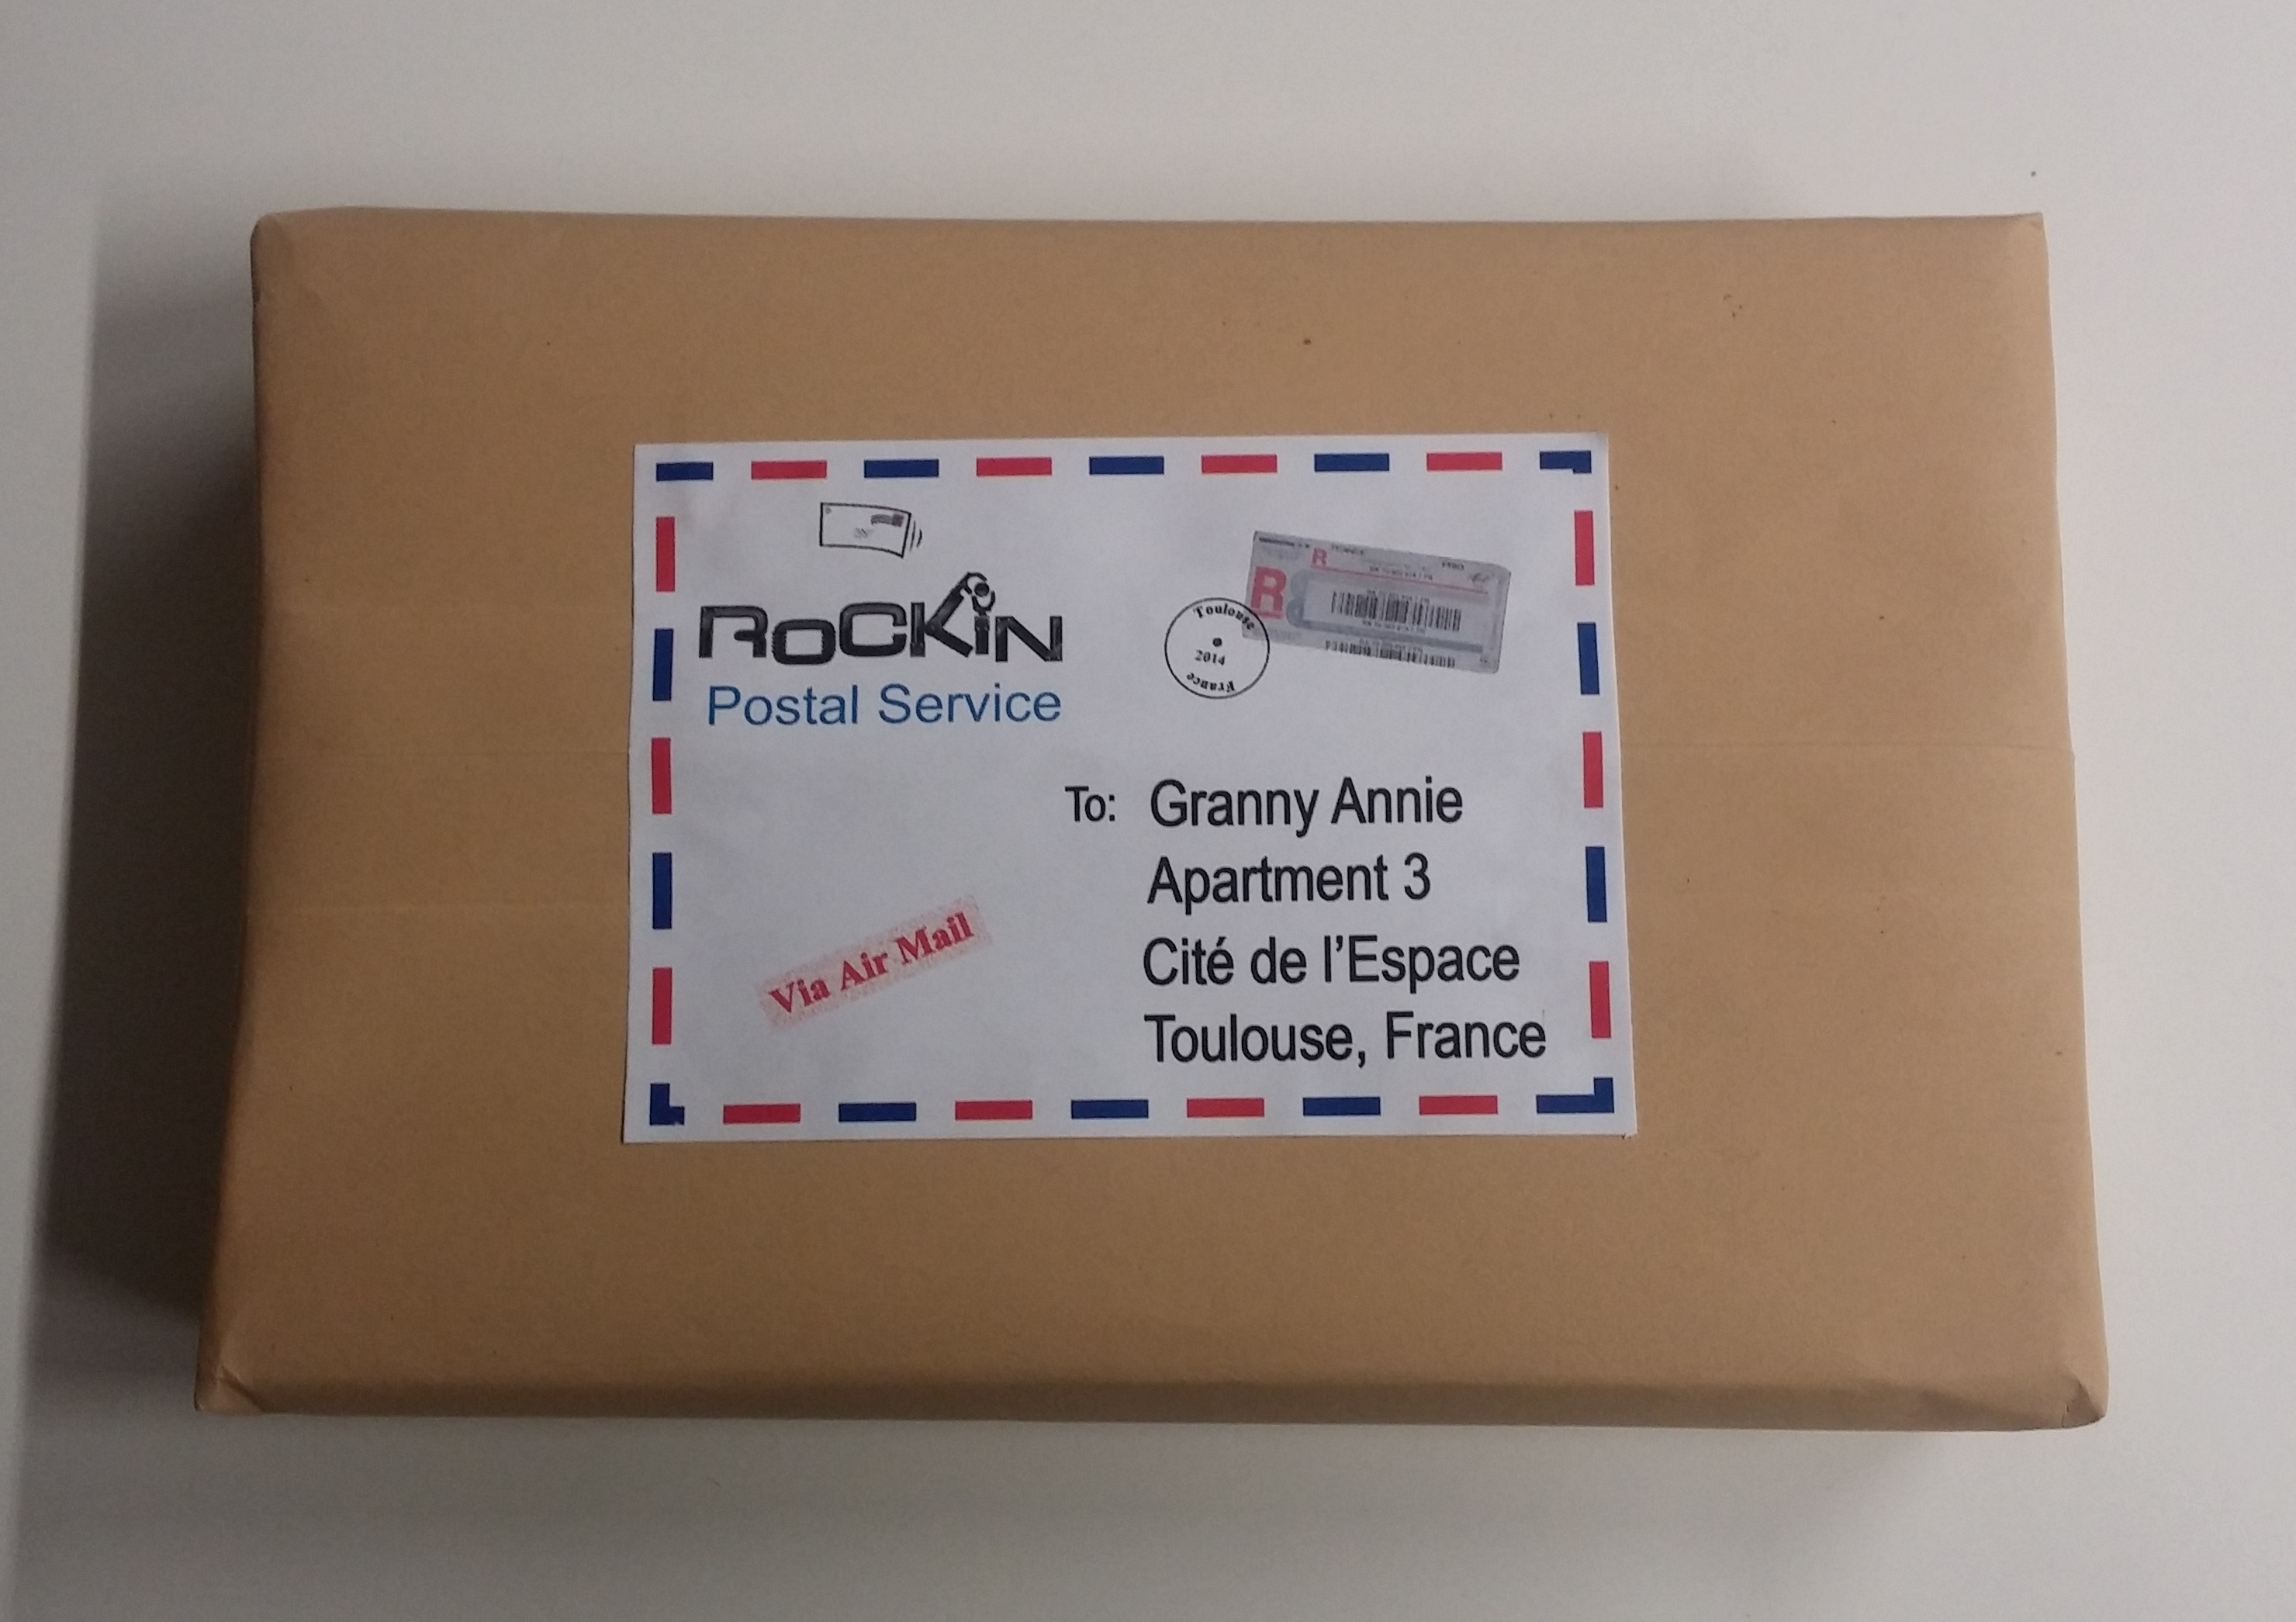 RoCKiN
Postal Service
R
R
Toulouse
2014
France
To: Granny Annie
Apartment 3
Cité de l'Espace
Toulouse, France
Via Air Mail